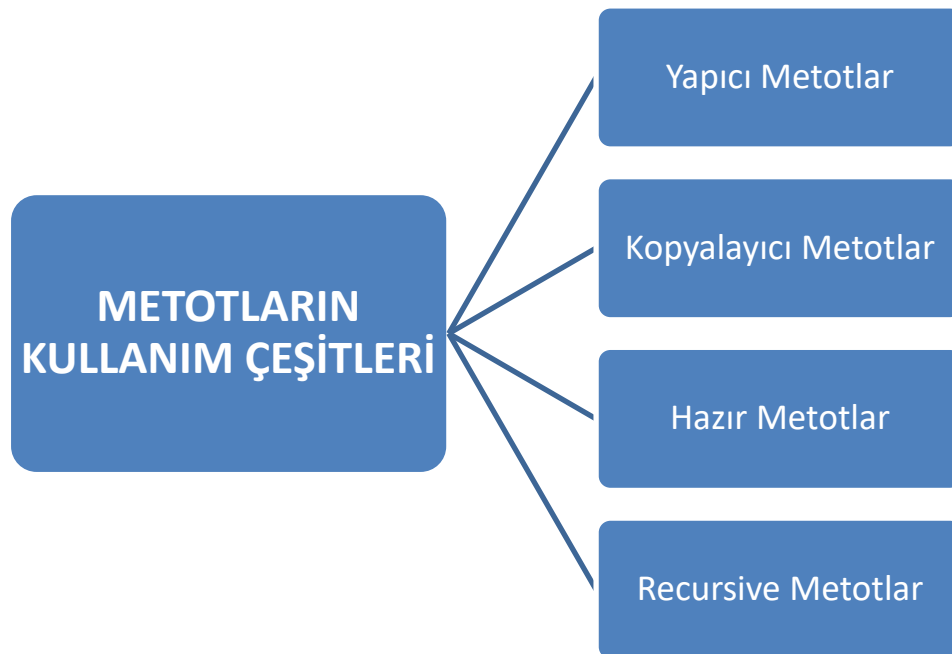 METOTLARIN
KULLANIM ÇEŞİTLERİ
Yapıcı Metotlar
Kopyalayıcı Metotlar
Hazır Metotlar
Recursive Metotlar